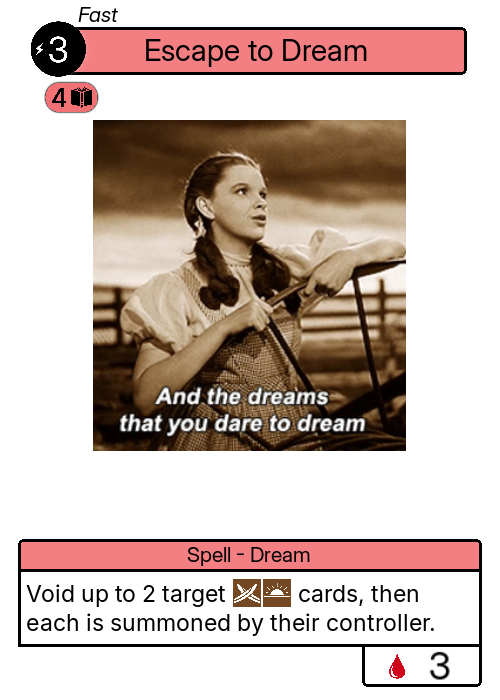 Fast
3
Escape to Dream
4
And the dreams
that you dare to dream
Spell - Dream
Void up to 2 target cards, then
each is summoned by their controller.
3